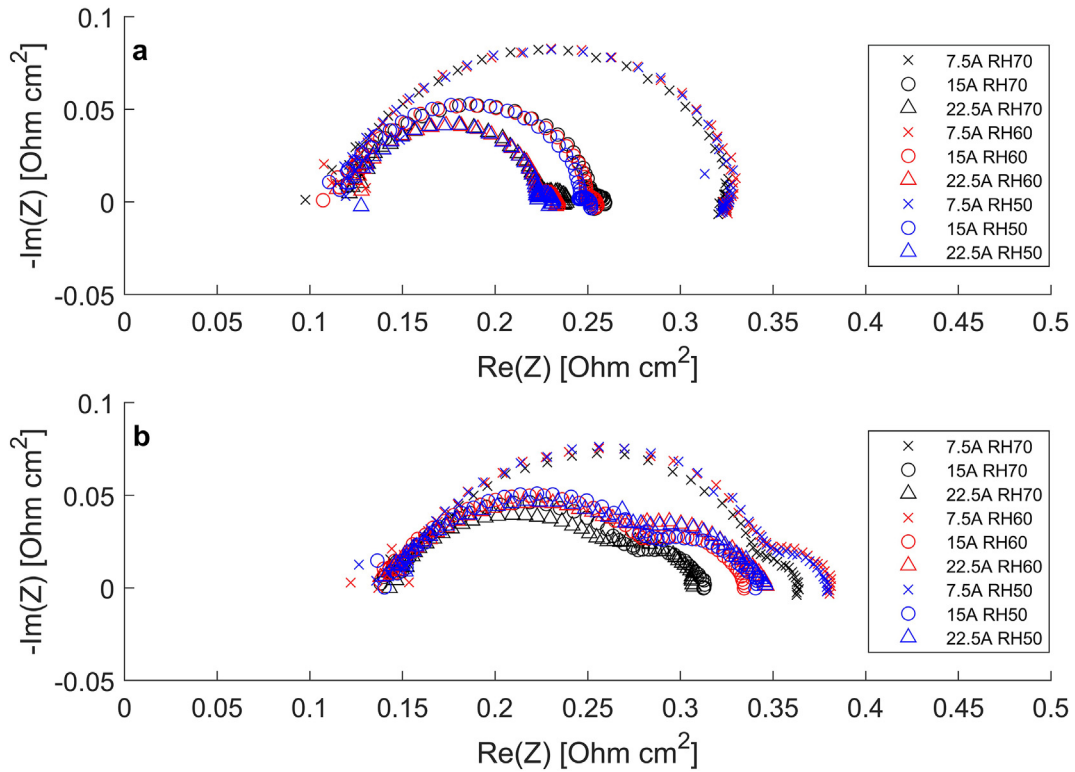 0.1
a
0.05
0
-0.05
-Im(Z) [Ohm cm2]
0 0.05 0.1 0.15 0.2 0.25 0.3 0.35 0.4 0.45 0.5
Re(Z) [Ohm cm2]
7.5A RH70
15A RH70
22.5A RH70
7.5A RH60
15A RH60
22.5A RH60
7.5A RH50
15A RH50
22.5A RH50
0.1
b
0.05
0
-0.05
-Im(Z) [Ohm cm2]
0 0.05 0.1 0.15 0.2 0.25 0.3 0.35 0.4 0.45 0.5
Re(Z) [Ohm cm2]
7.5A RH70
15A RH70
22.5A RH70
7.5A RH60
15A RH60
22.5A RH60
7.5A RH50
15A RH50
22.5A RH50